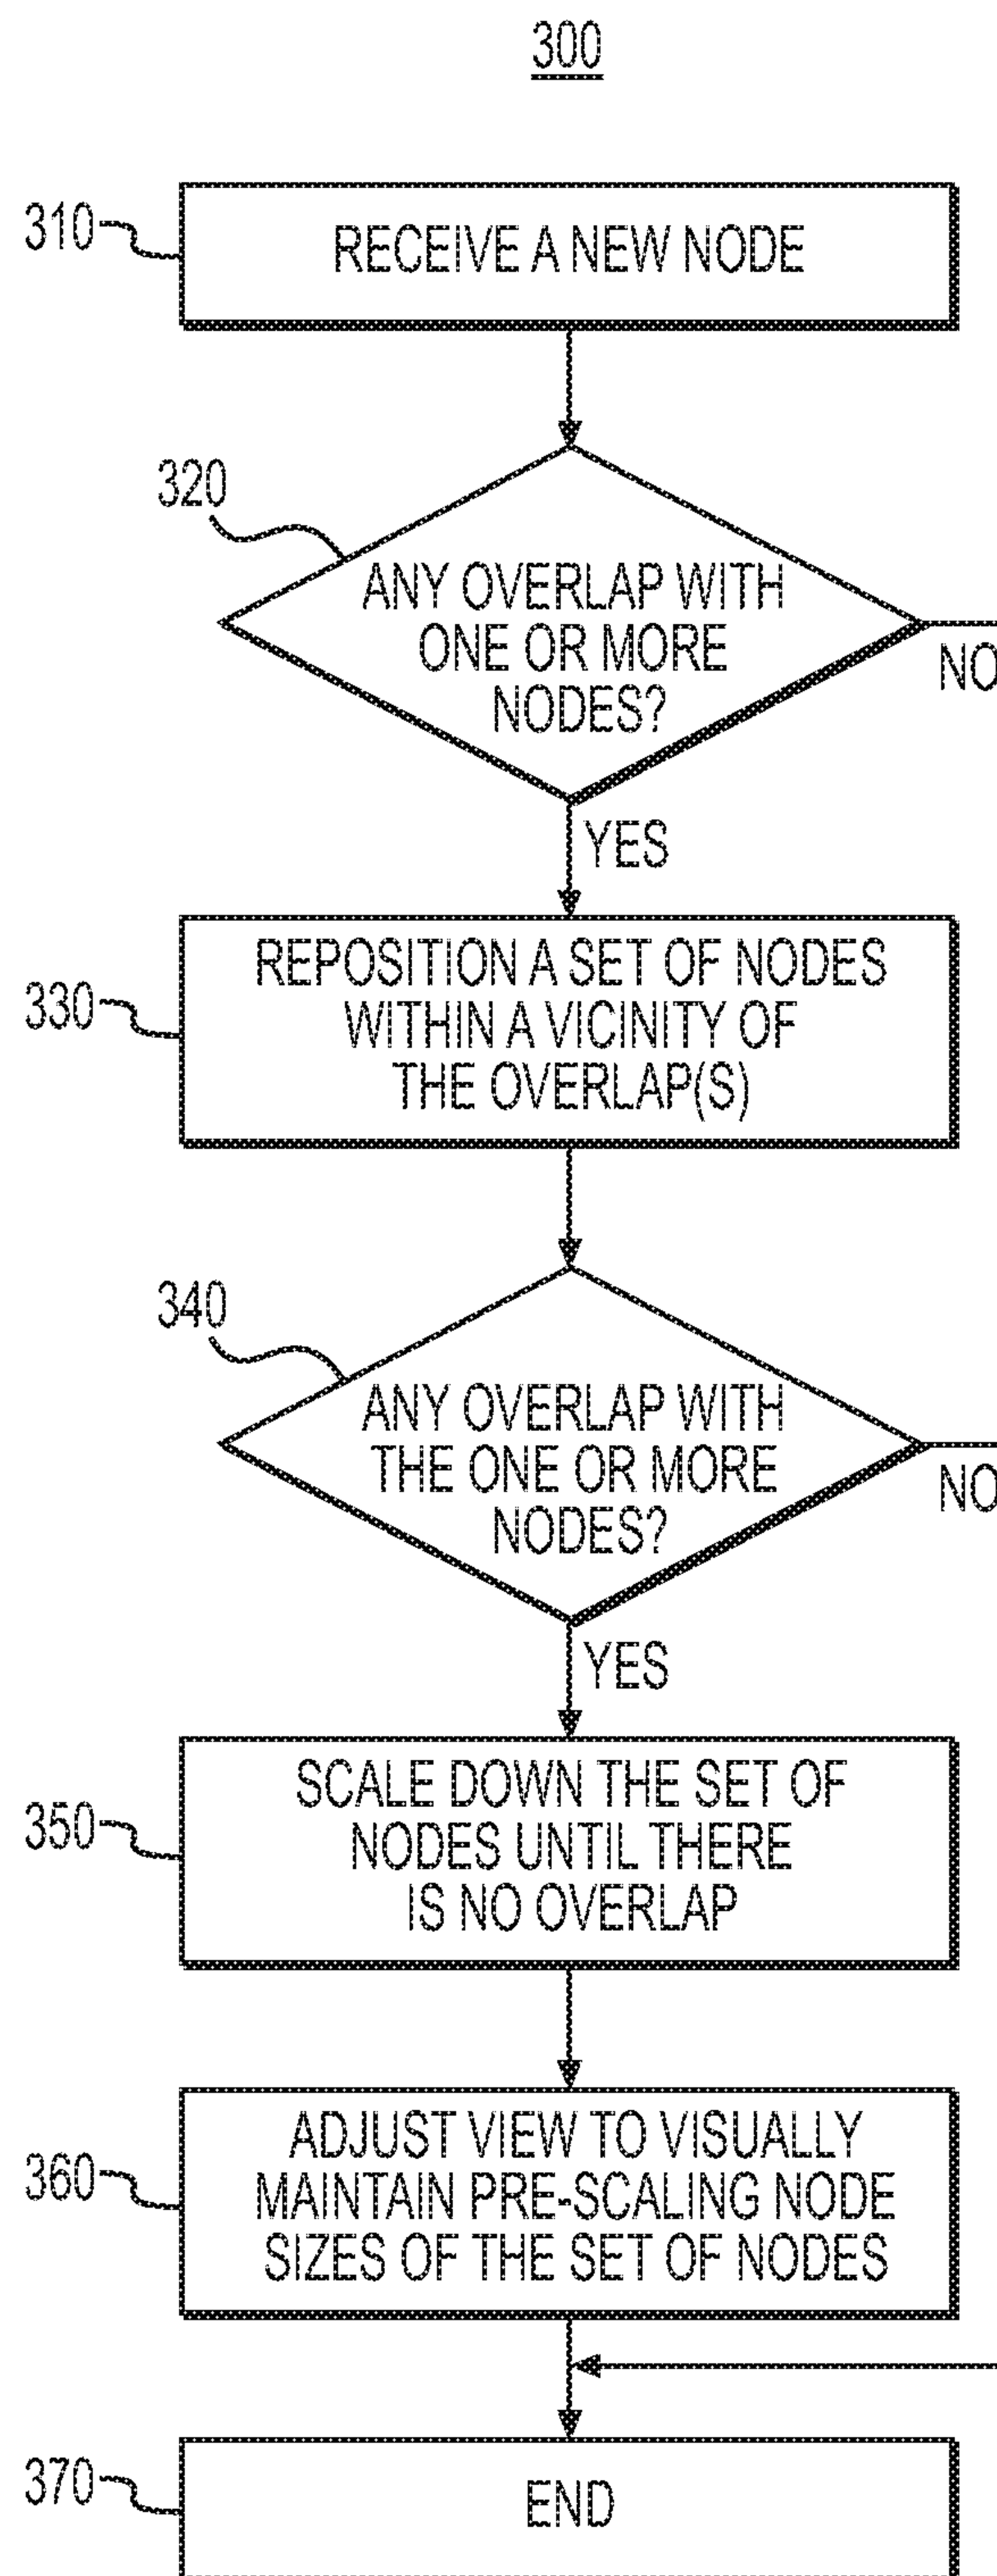 300
310
RECEIVE A NEW NODE
320
ANY OVERLAP WITH
ONE OR MORE
NODES?
NO
YES
330
REPOSITION A SET OF NODES
WITHIN A VICINITY OF
THE OVERLAP(S)
340
ANY OVERLAP WITH
THE ONE OR MORE
NODES?
NO
YES
350
SCALE DOWN THE SET OF
NODES UNTIL THERE
IS NO OVERLAP
360
ADJUST VIEW TO VISUALLY
MAINTAIN PRE-SCALING NODE
SIZES OF THE SET OF NODES
370
END